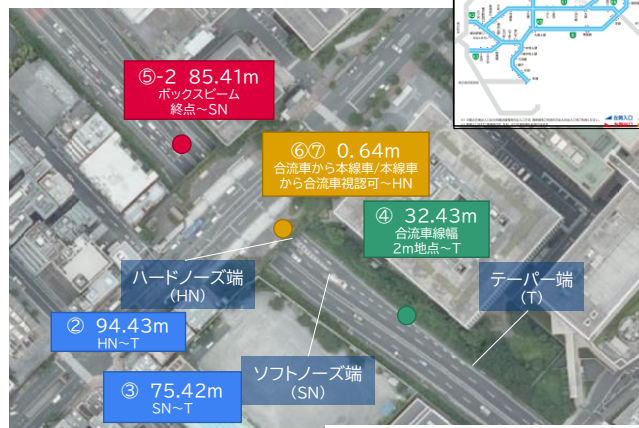 ⑤-2 85.41m
ボックスビーム
終点~SN
⑥⑦ 0.64m
合流車から本線車/本線車
から合流車視認可~HN
④ 32.43m
合流車線幅
2m地点~T
ハードノーズ端
(HN)
テーパー端
(T)
② 94.43m
HN~T
ソフトノーズ端
(SN)
③ 75.42m
SN~T